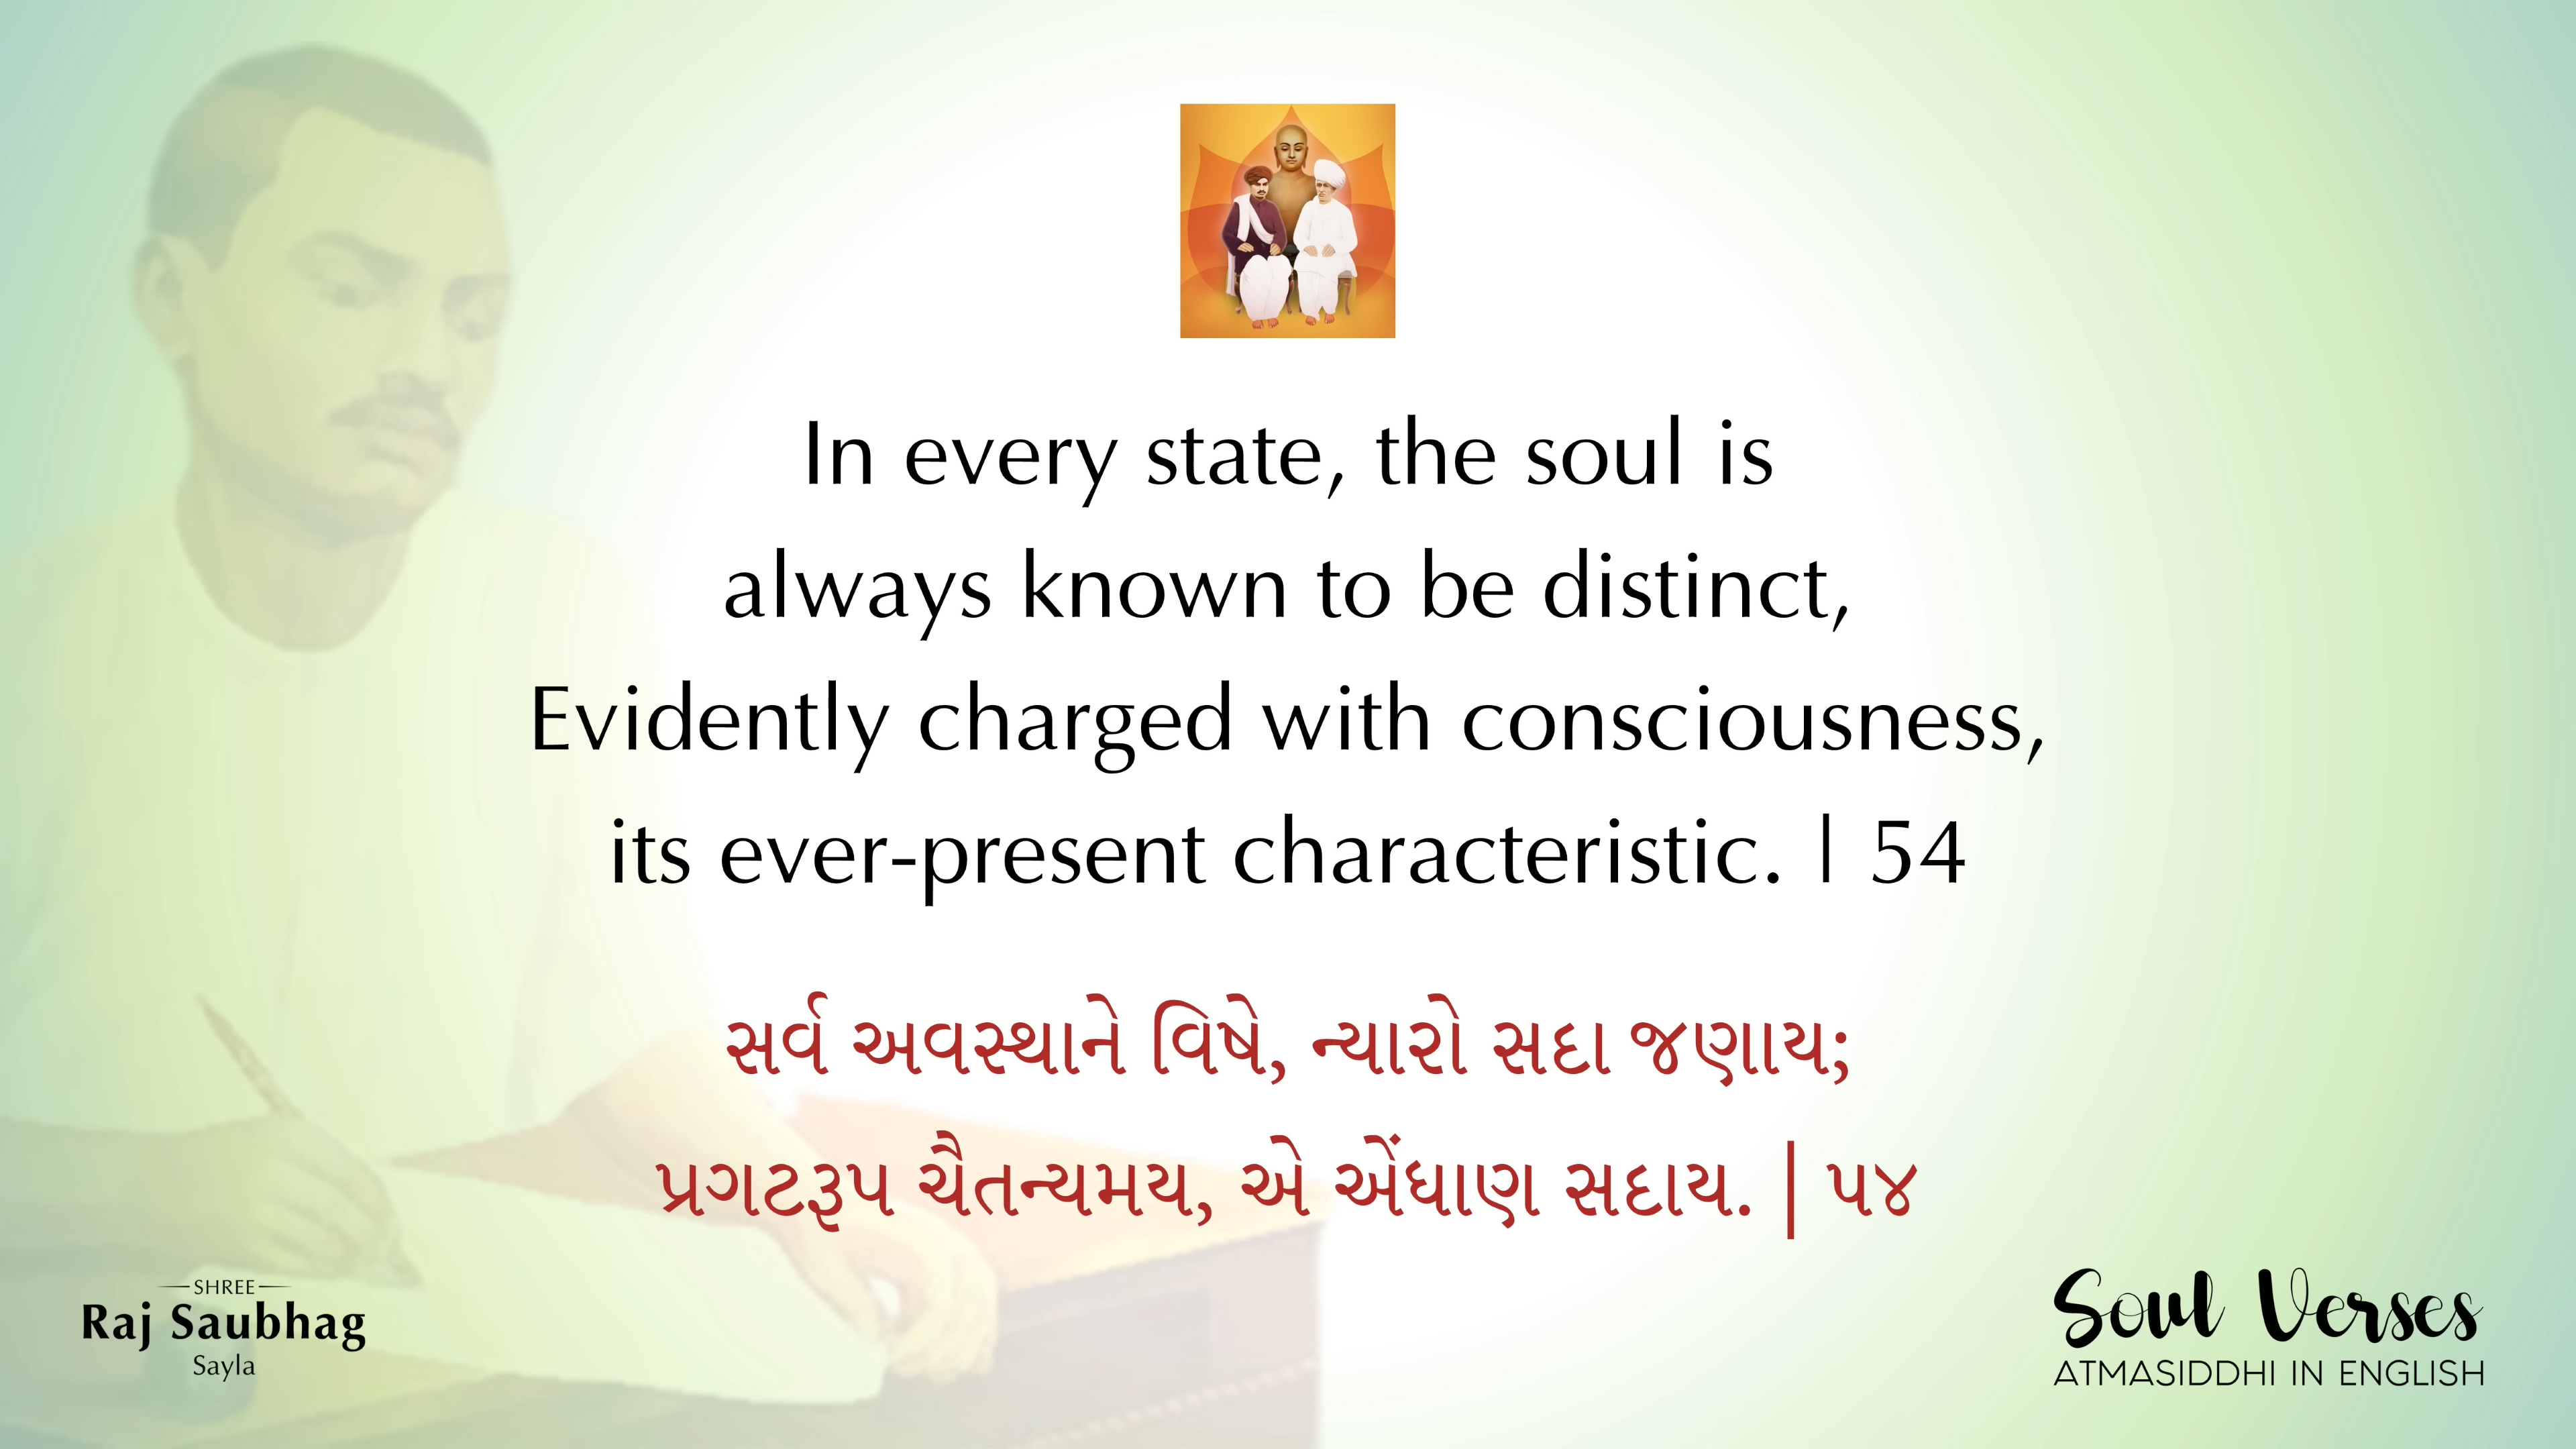 In every state, the soul is
always known to be distinct,
Evidently charged with consciousness,
its ever-present characteristic. | 54
સર્વ અવસ્થાને વિષે, ન્યારો સદા જણાય;
પ્રગટરૂપ ચૈતન્યમય, એ એંધાણ સદાય. | ૫૪
SHREE
Raj Saubhag
Sayla
Soul Verses
ATMASIDDHI IN ENGLISH